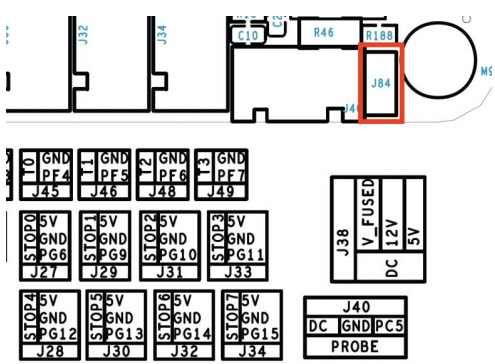 J32
J34
C10
R46
R188
J84
T0 GND PF4 J45
T1 GND PF5 J46
T2 GND PF6 J48
T3 GND PF7 J49
STOP0 5V GND PG6 J27
STOP1 5V GND PG9 J29
STOP2 5V GND PG10 J31
STOP3 5V GND PG11 J33
J38 V_FUSED 12V 5V
DC
STOP4 5V GND PG12 J28
STOP5 5V GND PG13 J30
STOP6 5V GND PG14 J32
STOP7 5V GND PG15 J34
J40
DC GND PC5
PROBE